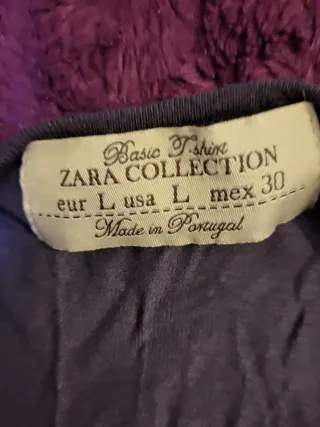 Basic T-shirt
ZARA COLLECTION
eur L usa L mex 30
Made in Portugal